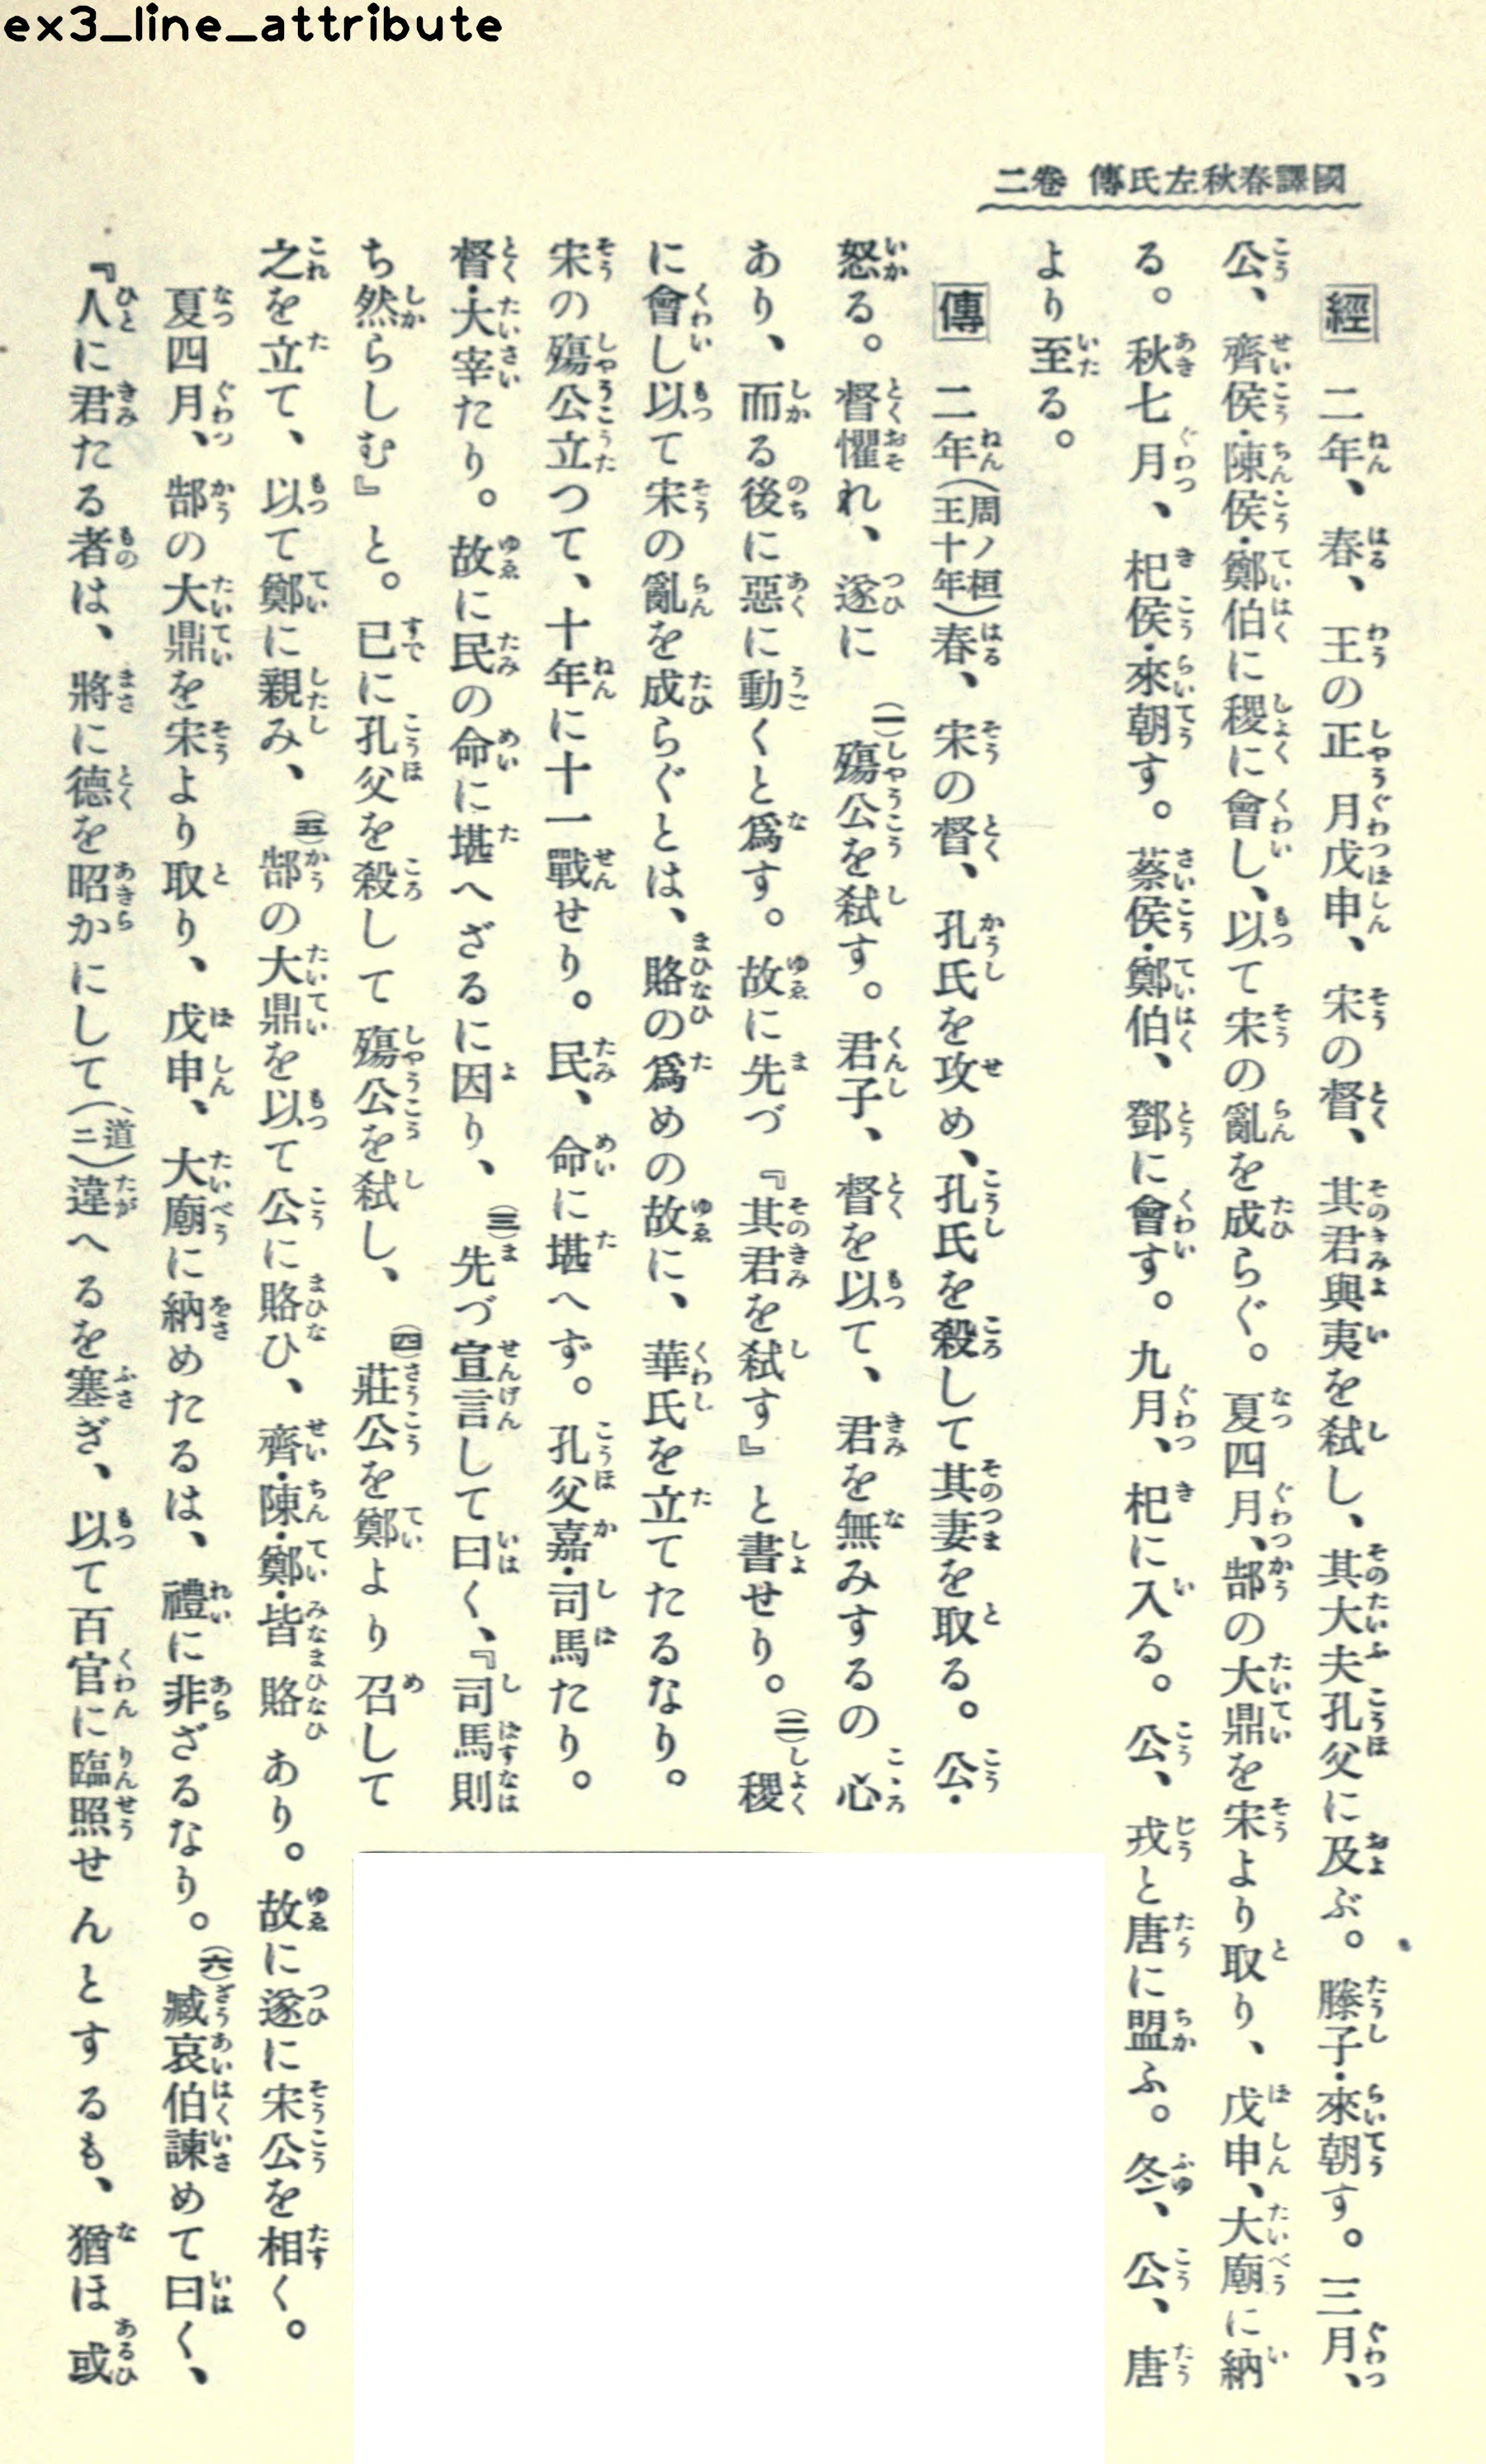 ex3_line_attribute
國譯春秋左氏傳 卷二
經 二年、春、王の正月戊申、宋の督、其君與夷を弑し、其大夫孔父に及ぶ。滕子・來朝す。三月、
公、齊侯・陳侯・鄭伯に稷に會し、以て宋の亂を成らぐ。夏四月、郜の大鼎を宋より取り、戊申、大廟に納
る。秋七月、杞侯・來朝す。蔡侯・鄭伯、鄧に會す。九月、杞に入る。公、戎と唐に盟ふ。冬、公、唐
より至る。
傳 二年(周ノ桓王十年)春、宋の督、孔氏を攻め、孔氏を殺して其妻を取る。公・
怒る。督懼れ、遂に(一)殤公を弑す。君子、督を以て、君を無みするの心
あり、而る後に惡に動くと爲す。故に先づ『其君を弑す』と書せり。(二)稷
に會し以て宋の亂を成らぐとは、賂の爲めの故に、華氏を立てたるなり。
宋の殤公立つて、十年に十一戰せり。民、命に堪へず。孔父嘉・司馬たり。
督・大宰たり。故に民の命に堪へざるに因り、(三)先づ宣言して曰く、『司馬則
ち然らしむ』と。已に孔父を殺して殤公を弑し、(四)莊公を鄭より召して
之を立て、以て鄭に親み、(五)郜の大鼎を以て公に賂ひ、齊・陳・鄭・皆賂あり。故に遂に宋公を相く。
夏四月、郜の大鼎を宋より取り、戊申、大廟に納めたるは、禮に非ざるなり。(六)臧哀伯諫めて曰く、
『人に君たる者は、將に德を昭かにして(道ニ)違へるを塞ぎ、以て百官に臨照せんとするも、猶ほ或